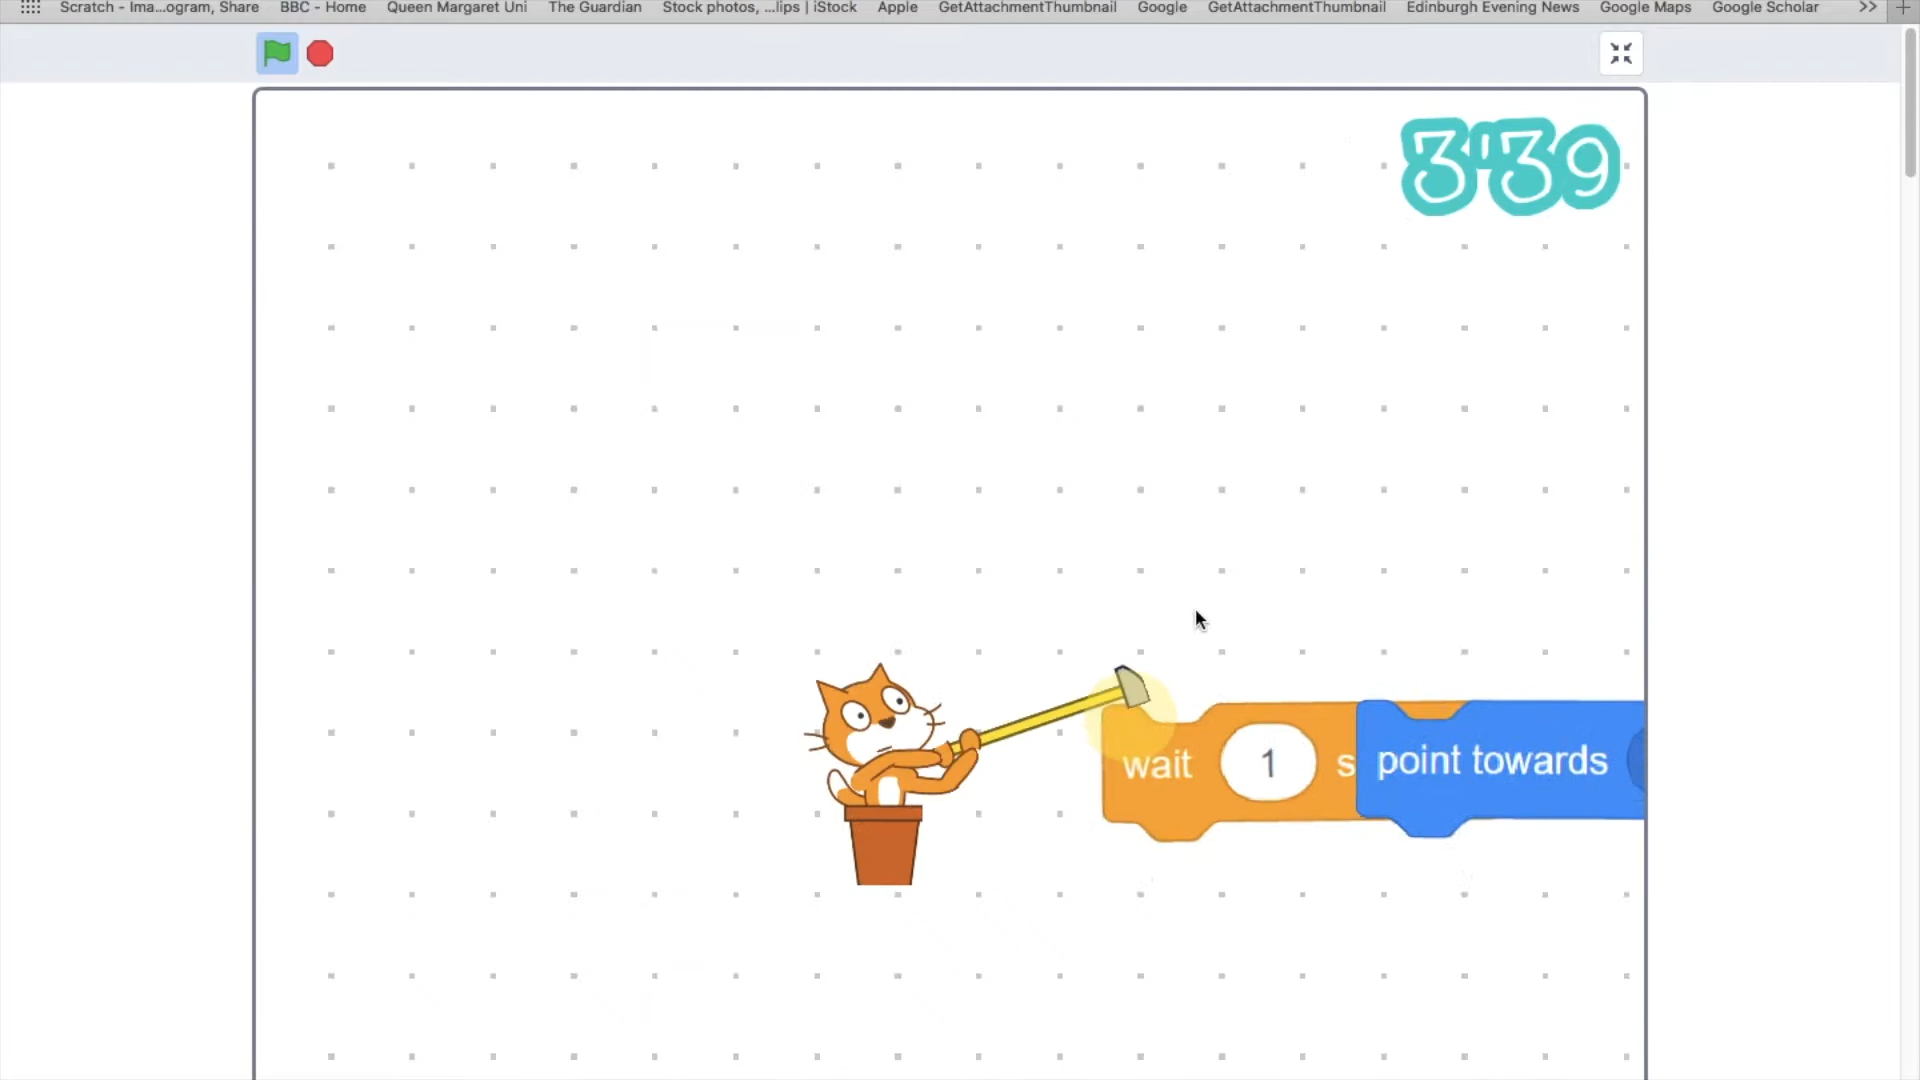 Scratch - Ima...ogram, Share BBC - Home Queen Margaret Uni The Guardian Stock photos, ...lips | iStock Apple GetAttachmentThumbnail Google GetAttachmentThumbnail Edinburgh Evening News Google Maps Google Scholar >> +
3'39
wait 1 s point towards